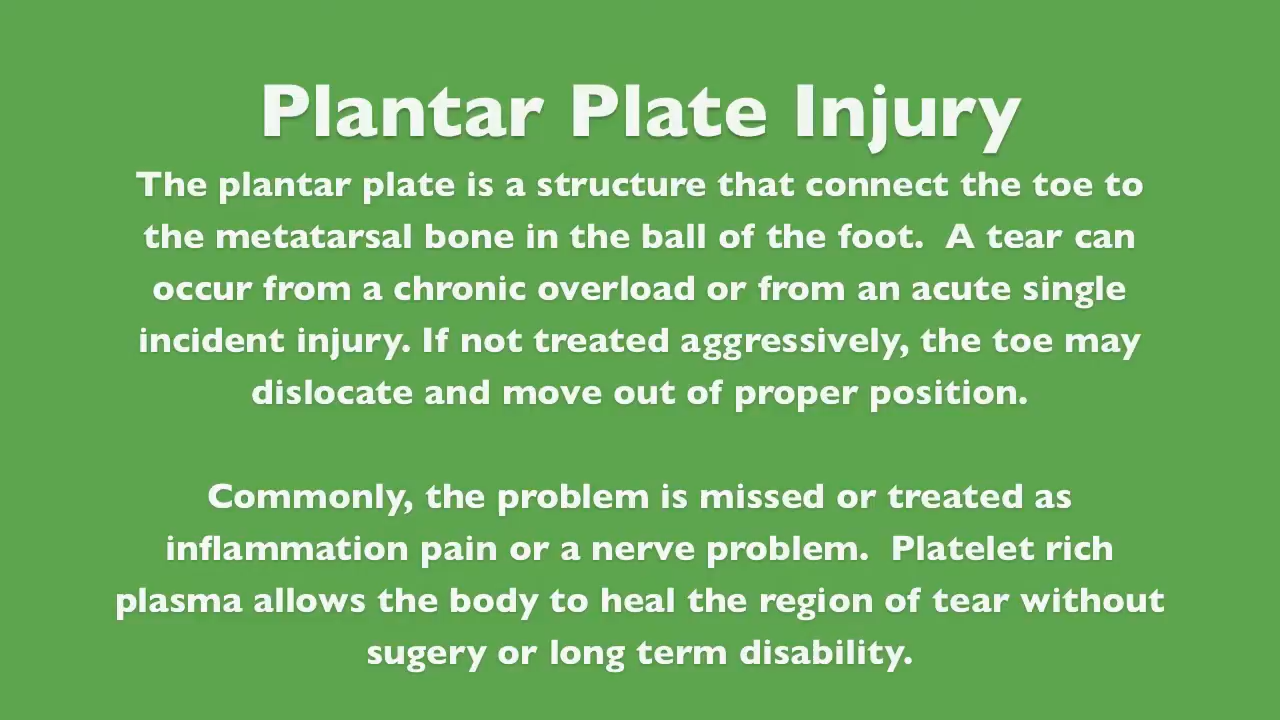 Plantar Plate Injury
The plantar plate is a structure that connect the toe to
the metatarsal bone in the ball of the foot.  A tear can
occur from a chronic overload or from an acute single
incident injury. If not treated aggressively, the toe may
dislocate and move out of proper position.
Commonly, the problem is missed or treated as
inflammation pain or a nerve problem.  Platelet rich
plasma allows the body to heal the region of tear without
sugery or long term disability.